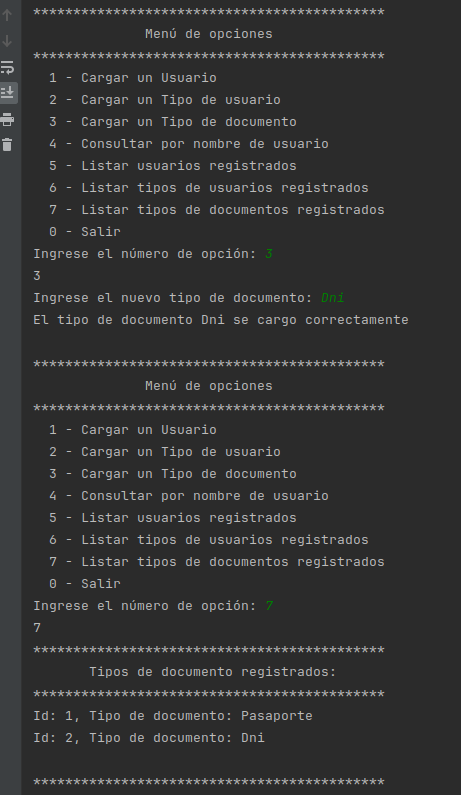 ********************************************
Menú de opciones
********************************************
1 - Cargar un Usuario
2 - Cargar un Tipo de usuario
3 - Cargar un Tipo de documento
4 - Consultar por nombre de usuario
5 - Listar usuarios registrados
6 - Listar tipos de usuarios registrados
7 - Listar tipos de documentos registrados
0 - Salir
Ingrese el número de opción: 3
3
Ingrese el nuevo tipo de documento: Dni
El tipo de documento Dni se cargo correctamente
********************************************
Menú de opciones
********************************************
1 - Cargar un Usuario
2 - Cargar un Tipo de usuario
3 - Cargar un Tipo de documento
4 - Consultar por nombre de usuario
5 - Listar usuarios registrados
6 - Listar tipos de usuarios registrados
7 - Listar tipos de documentos registrados
0 - Salir
Ingrese el número de opción: 7
7
********************************************
Tipos de documento registrados:
********************************************
Id: 1, Tipo de documento: Pasaporte
Id: 2, Tipo de documento: Dni
********************************************